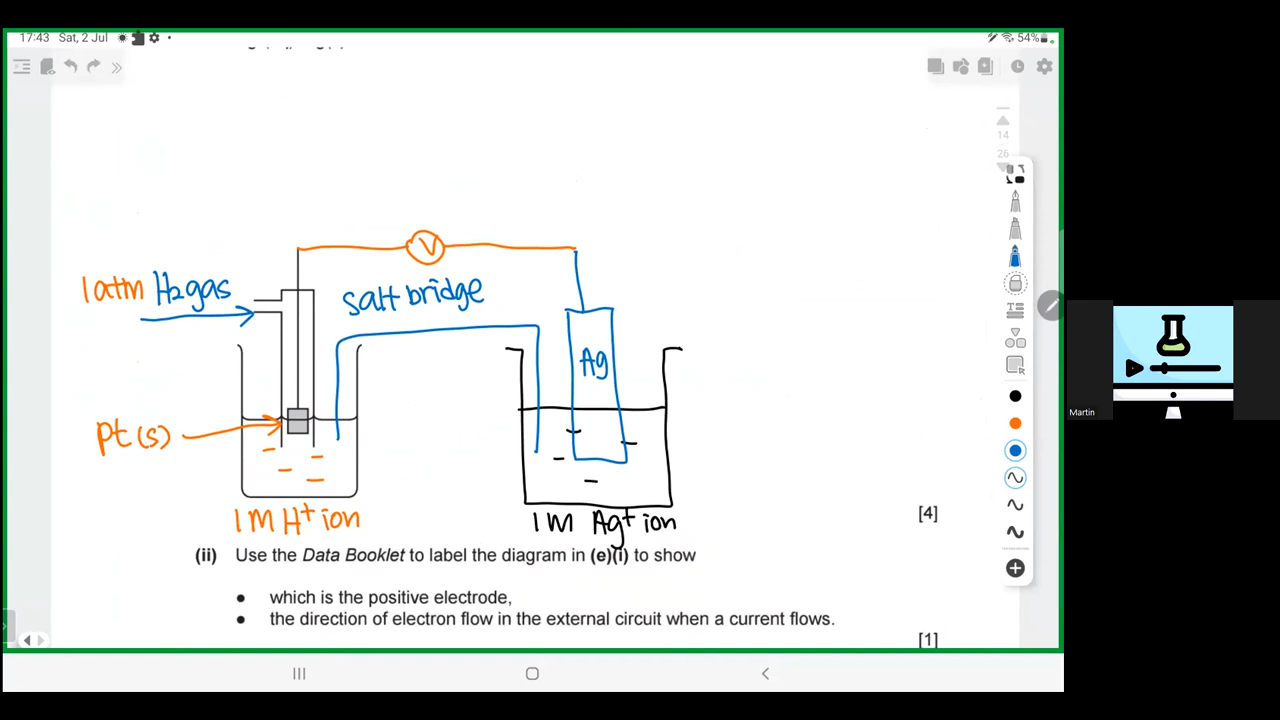 17:43 Sat, 2 Jul
54%
14
26
1atm H₂ gas
V
salt bridge
Ag
Pt (s)
1M H⁺ ion
1M Ag⁺ ion
[4]
(ii) Use the Data Booklet to label the diagram in (e)(i) to show
• which is the positive electrode,
• the direction of electron flow in the external circuit when a current flows.
[1]
Martin